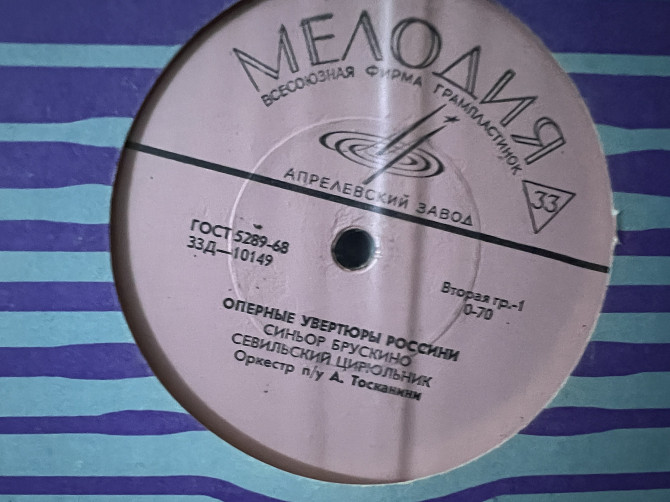 МЕЛОДИЯ
ВСЕСОЮЗНАЯ ФИРМА ГРАМПЛАСТИНОК
АПРЕЛЕВСКИЙ ЗАВОД
33
ГОСТ 5289-68
33Д—10149
Вторая гр.-1
0-70
ОПЕРНЫЕ УВЕРТЮРЫ РОССИНИ
СИНЬОР БРУСКИНО
СЕВИЛЬСКИЙ ЦИРЮЛЬНИК
Оркестр п/у А. Тосканини